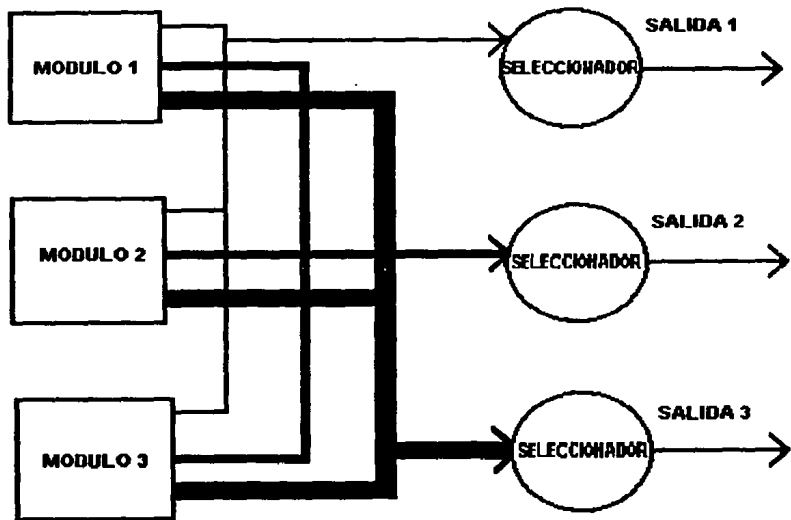 MODULO 1
SELECCIONADOR
SALIDA 1
MODULO 2
SELECCIONADOR
SALIDA 2
MODULO 3
SELECCIONADOR
SALIDA 3